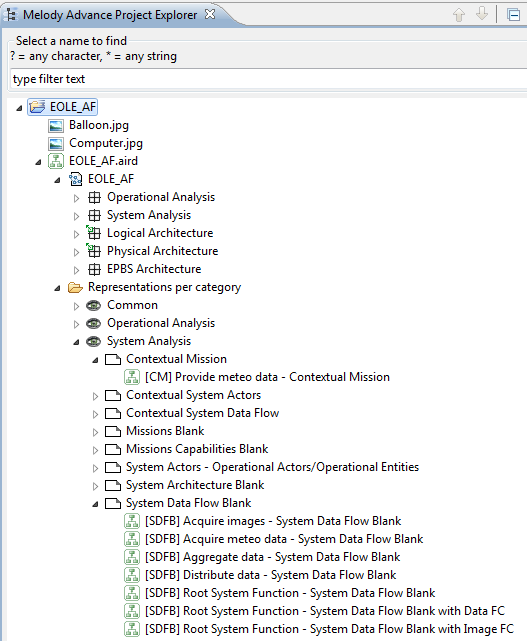 Melody Advance Project Explorer
Select a name to find
? = any character, * = any string
type filter text
EOLE_AF
Balloon.jpg
Computer.jpg
EOLE_AF.aird
EOLE_AF
Operational Analysis
System Analysis
Logical Architecture
Physical Architecture
EPBS Architecture
Representations per category
Common
Operational Analysis
System Analysis
Contextual Mission
[CM] Provide meteo data - Contextual Mission
Contextual System Actors
Contextual System Data Flow
Missions Blank
Missions Capabilities Blank
System Actors - Operational Actors/Operational Entities
System Architecture Blank
System Data Flow Blank
[SDFB] Acquire images - System Data Flow Blank
[SDFB] Acquire meteo data - System Data Flow Blank
[SDFB] Aggregate data - System Data Flow Blank
[SDFB] Distribute data - System Data Flow Blank
[SDFB] Root System Function - System Data Flow Blank
[SDFB] Root System Function - System Data Flow Blank with Data FC
[SDFB] Root System Function - System Data Flow Blank with Image FC